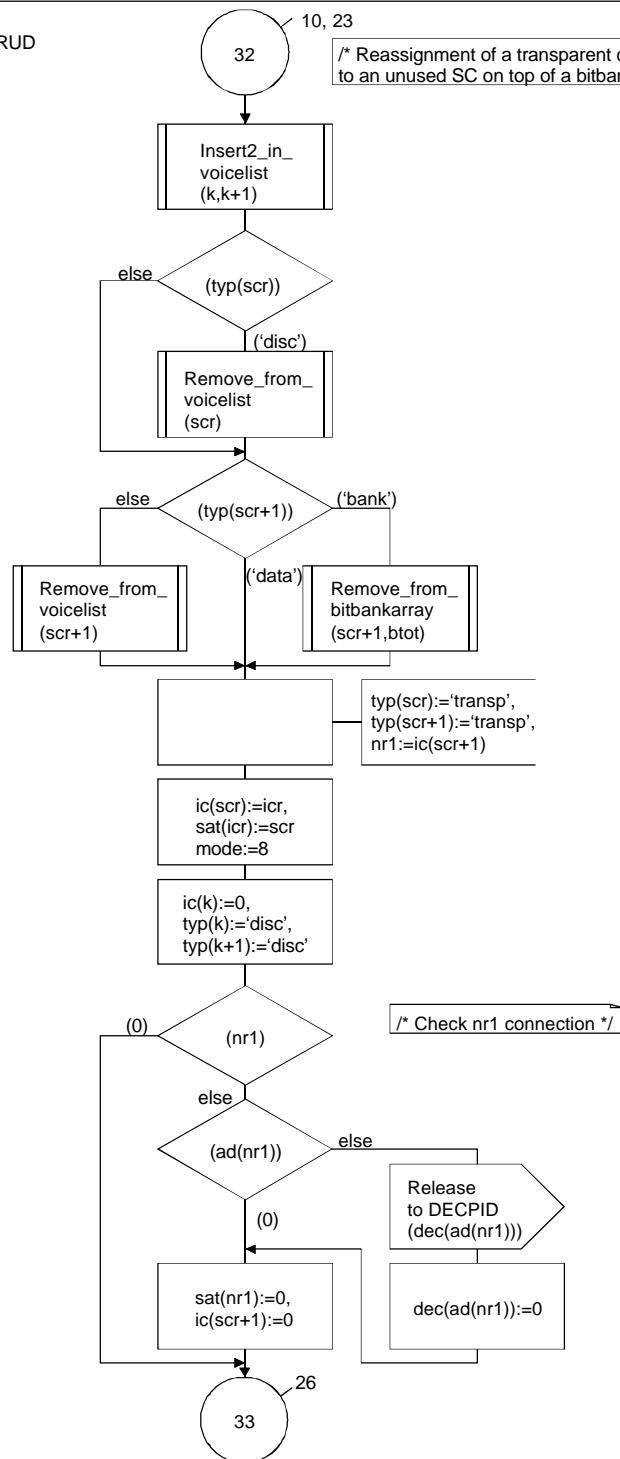 10, 23
RUD
32
/* Reassignment of a transparent
to an unused SC on top of a
Insert2_in_
voicelist
(k,k+1)
else
(typ(scr))
(‘disc’)
Remove_from_
voicelist
(scr)
else
(typ(scr+1))
(‘bank’)
(‘data’)
Remove_from_
voicelist
(scr+1)
Remove_from_
bitbankarray
(scr+1,btot)
typ(scr):=‘transp’,
typ(scr+1):=‘transp’,
nr1:=ic(scr+1)
ic(scr):=icr,
sat(icr):=scr
mode:=8
ic(k):=0,
typ(k):=‘disc’,
typ(k+1):=‘disc’
(0)
(nr1)
/* Check nr1 connection */
else
(ad(nr1))
else
Release
to DECPID
(dec(ad(nr1)))
(0)
sat(nr1):=0,
ic(scr+1):=0
dec(ad(nr1)):=0
26
33